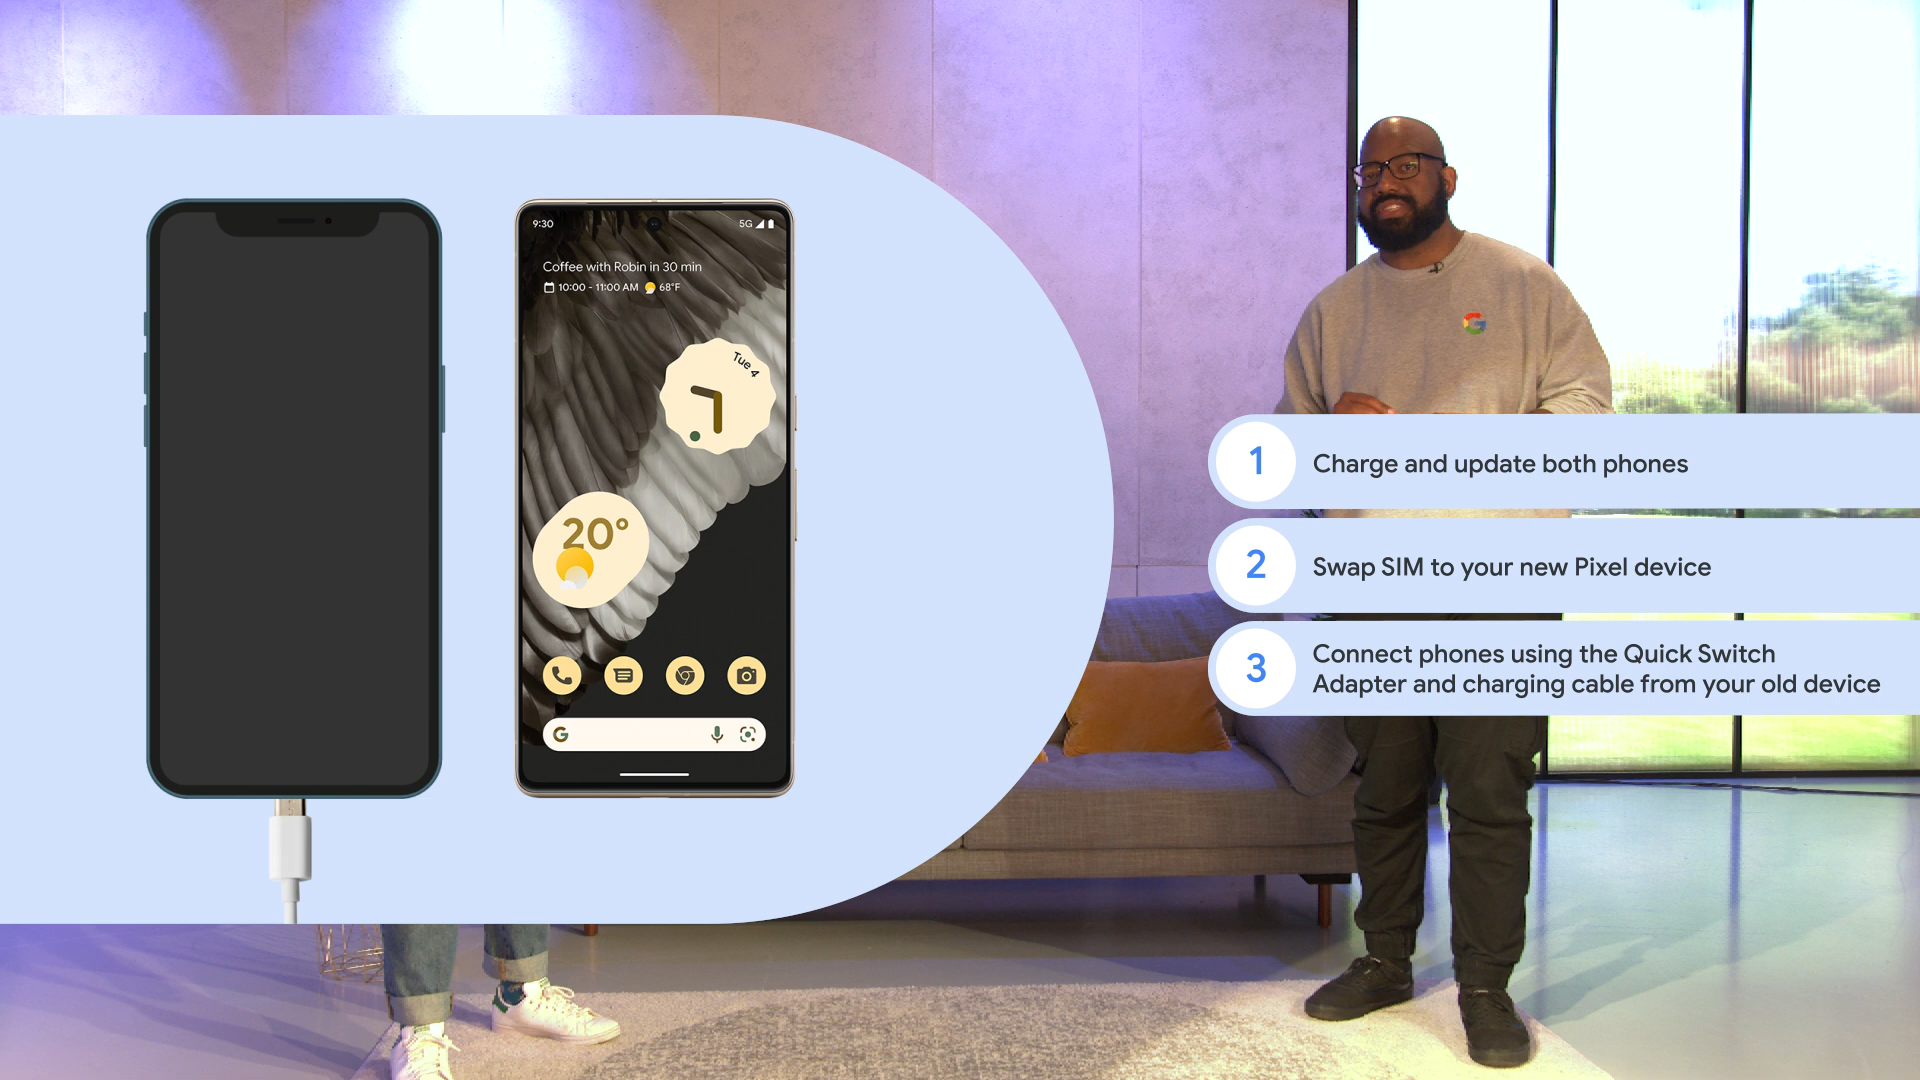 9:30
5G
Coffee with Robin in 30 min
10:00 - 11:00 AM 68°F
Tue 4
20°
G
G
1 Charge and update both phones
2 Swap SIM to your new Pixel device
3 Connect phones using the Quick Switch
Adapter and charging cable from your old device